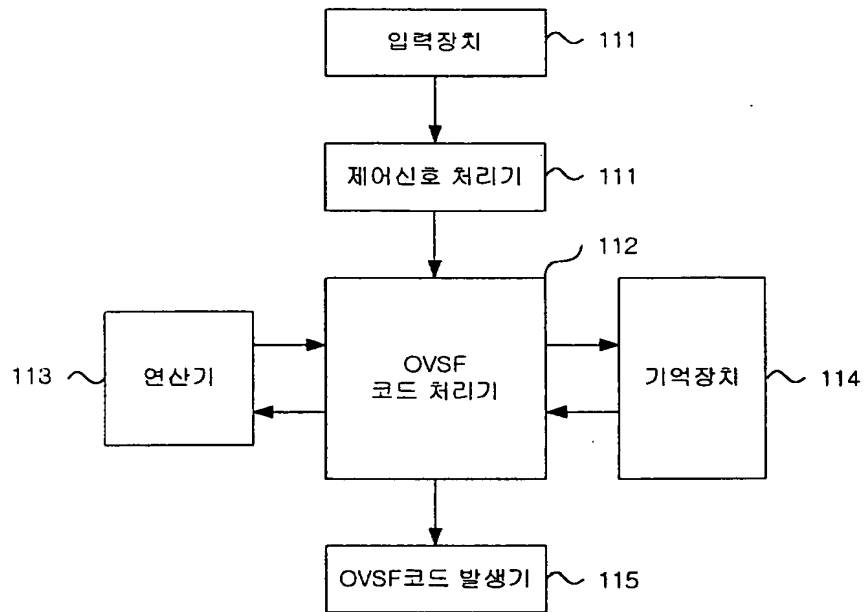 입력장치
111
제어신호 처리기
111
112
113
연산기
OVSF
코드 처리기
기억장치
114
OVSF코드 발생기
115